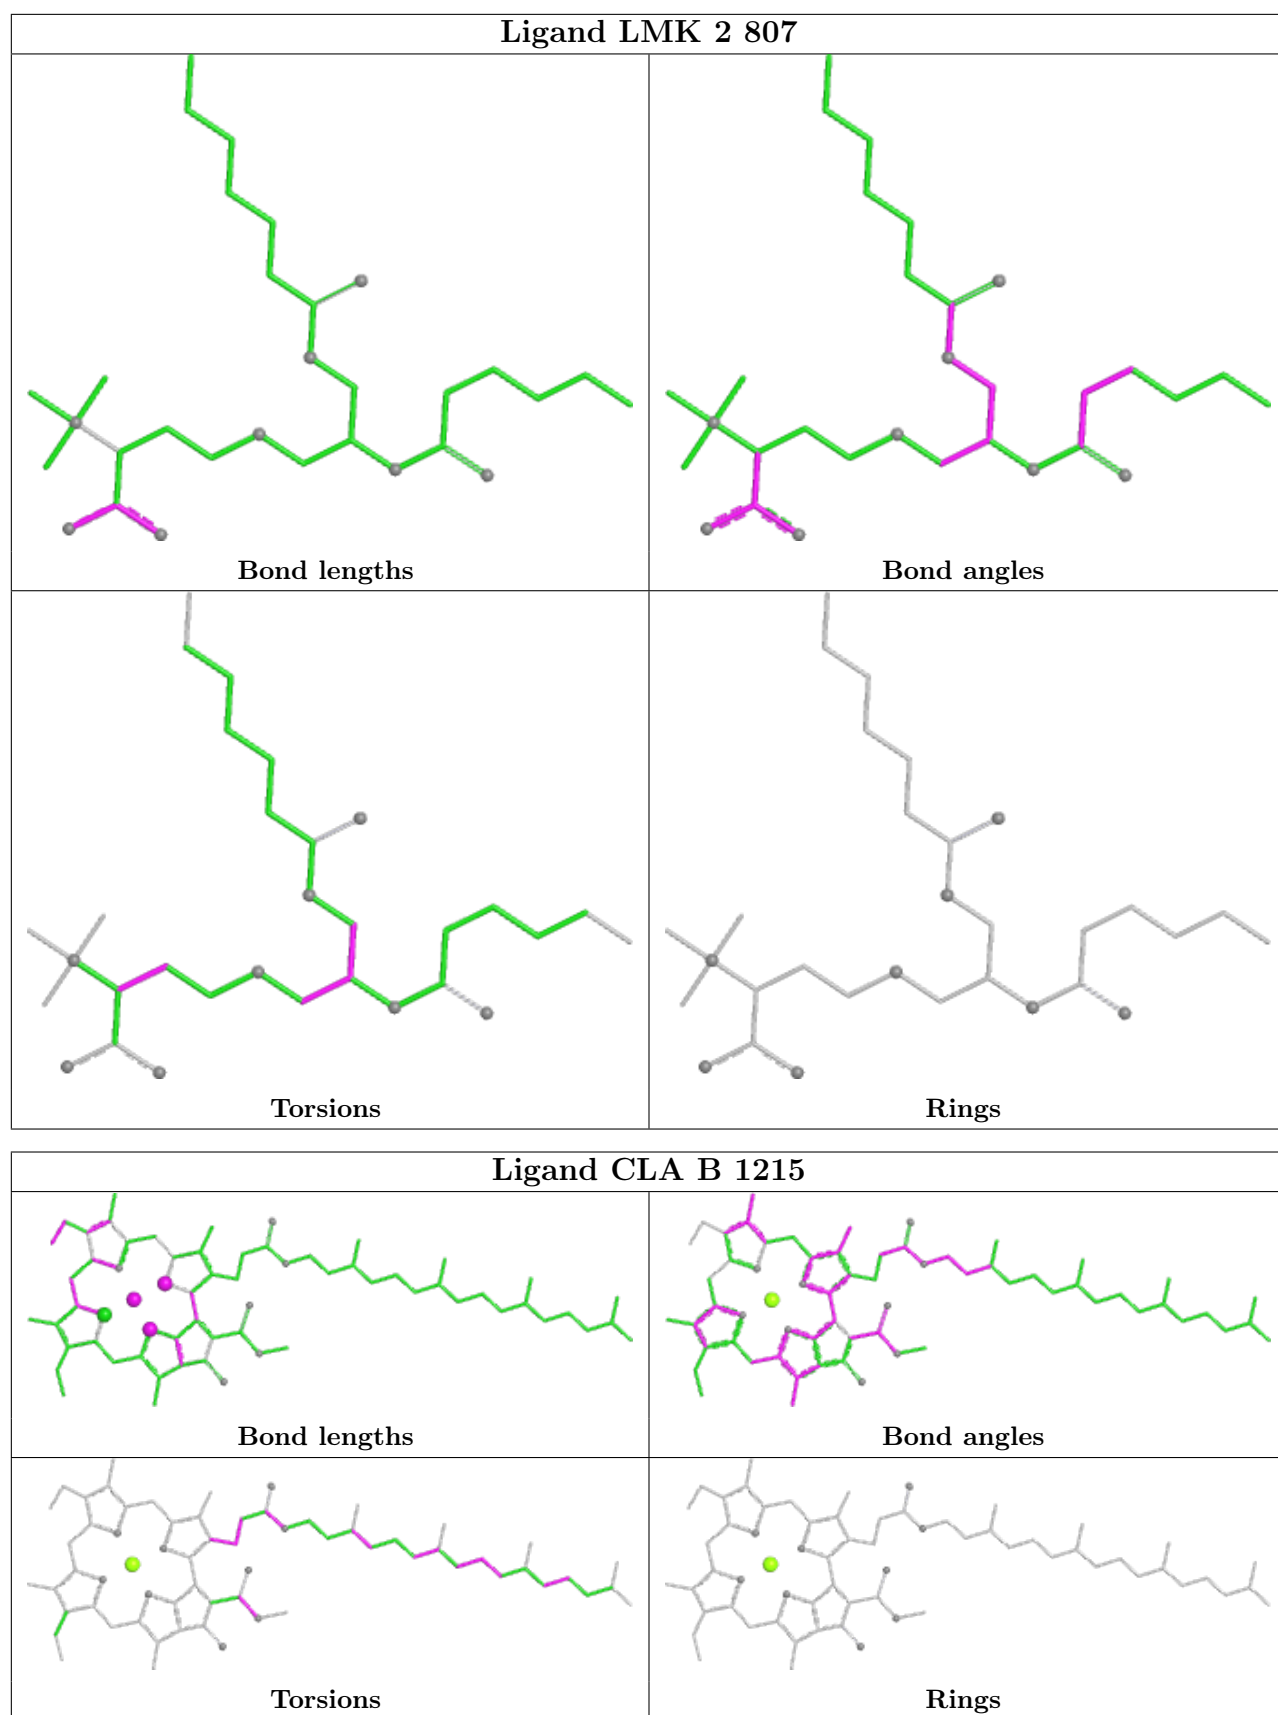 Ligand LMK 2 807
Bond lengths
Bond angles
Torsions
Rings
Ligand CLA B 1215
Bond lengths
Bond angles
Torsions
Rings